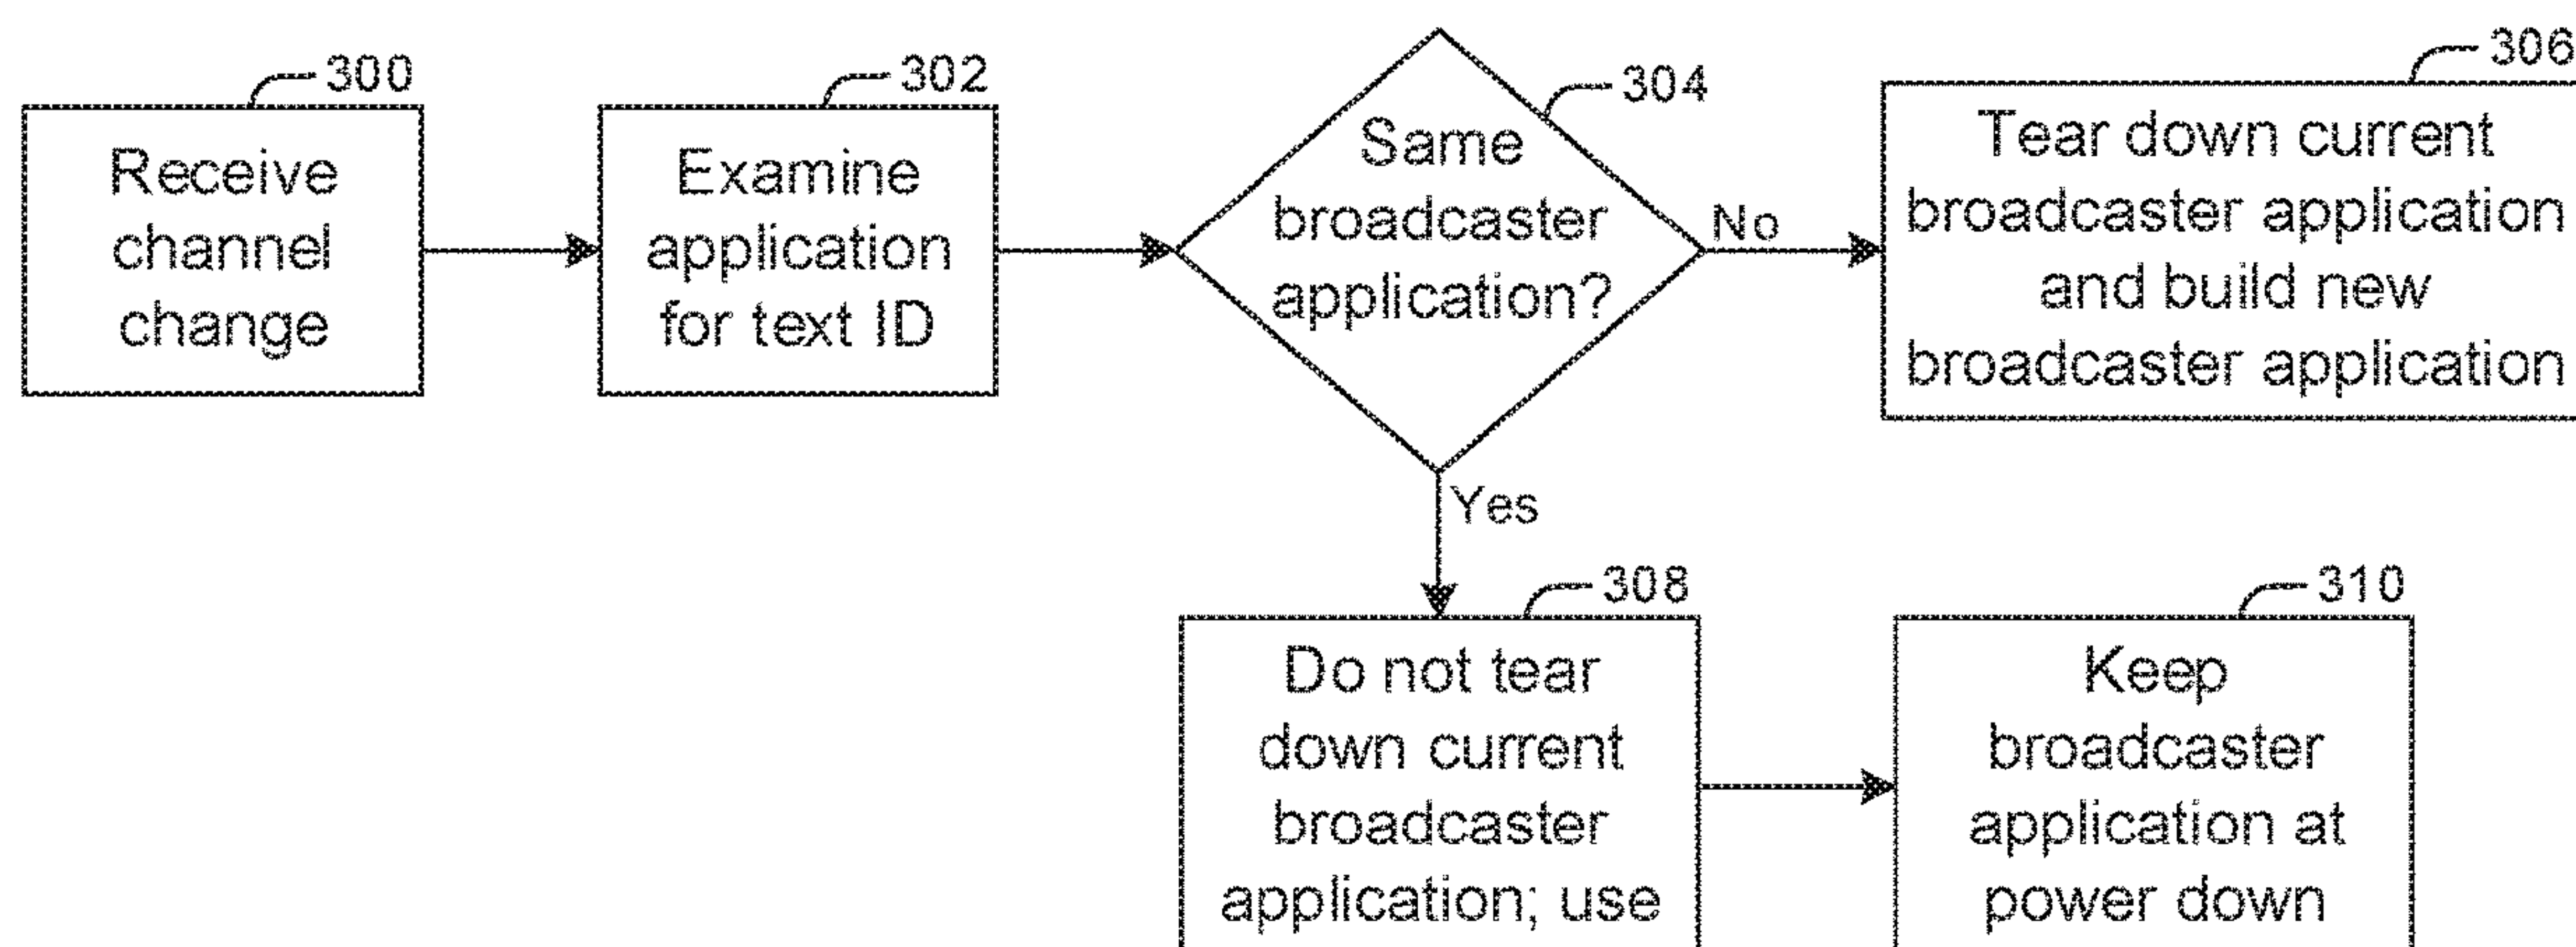 300
Receive
channel
change
302
Examine
application
for text ID
304
Same
broadcaster
application?
No
306
Tear down current
broadcaster application
and build new
broadcaster application
Yes
308
Do not tear
down current
broadcaster
application; use
310
Keep
broadcaster
application at
power down